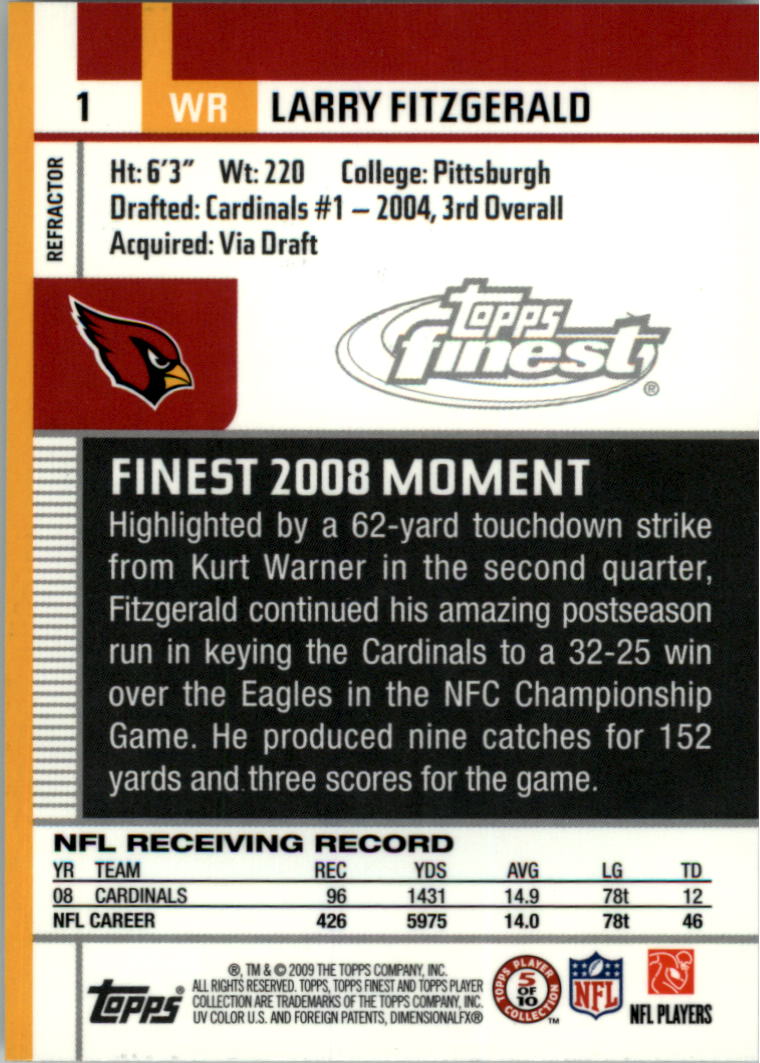 1 WR LARRY FITZGERALD
REFRACTOR
Ht: 6'3" Wt: 220 College: Pittsburgh
Drafted: Cardinals #1 – 2004, 3rd Overall
Acquired: Via Draft
topps
finest®
FINEST 2008 MOMENT
Highlighted by a 62-yard touchdown strike
from Kurt Warner in the second quarter,
Fitzgerald continued his amazing postseason
run in keying the Cardinals to a 32-25 win
over the Eagles in the NFC Championship
Game. He produced nine catches for 152
yards and three scores for the game.
NFL RECEIVING RECORD
YR TEAM REC YDS AVG LG TD
08 CARDINALS 96 1431 14.9 78t 12
NFL CAREER 426 5975 14.0 78t 46
topps®
®, TM & © 2009 THE TOPPS COMPANY, INC.
ALL RIGHTS RESERVED. TOPPS, TOPPS FINEST AND TOPPS PLAYER
COLLECTION ARE TRADEMARKS OF THE TOPPS COMPANY, INC.
UV COLOR U.S. AND FOREIGN PATENTS, DIMENSIONALFX®
TOPPS PLAYER
5
OF
10
COLLECTION™
NFL
NFL PLAYERS